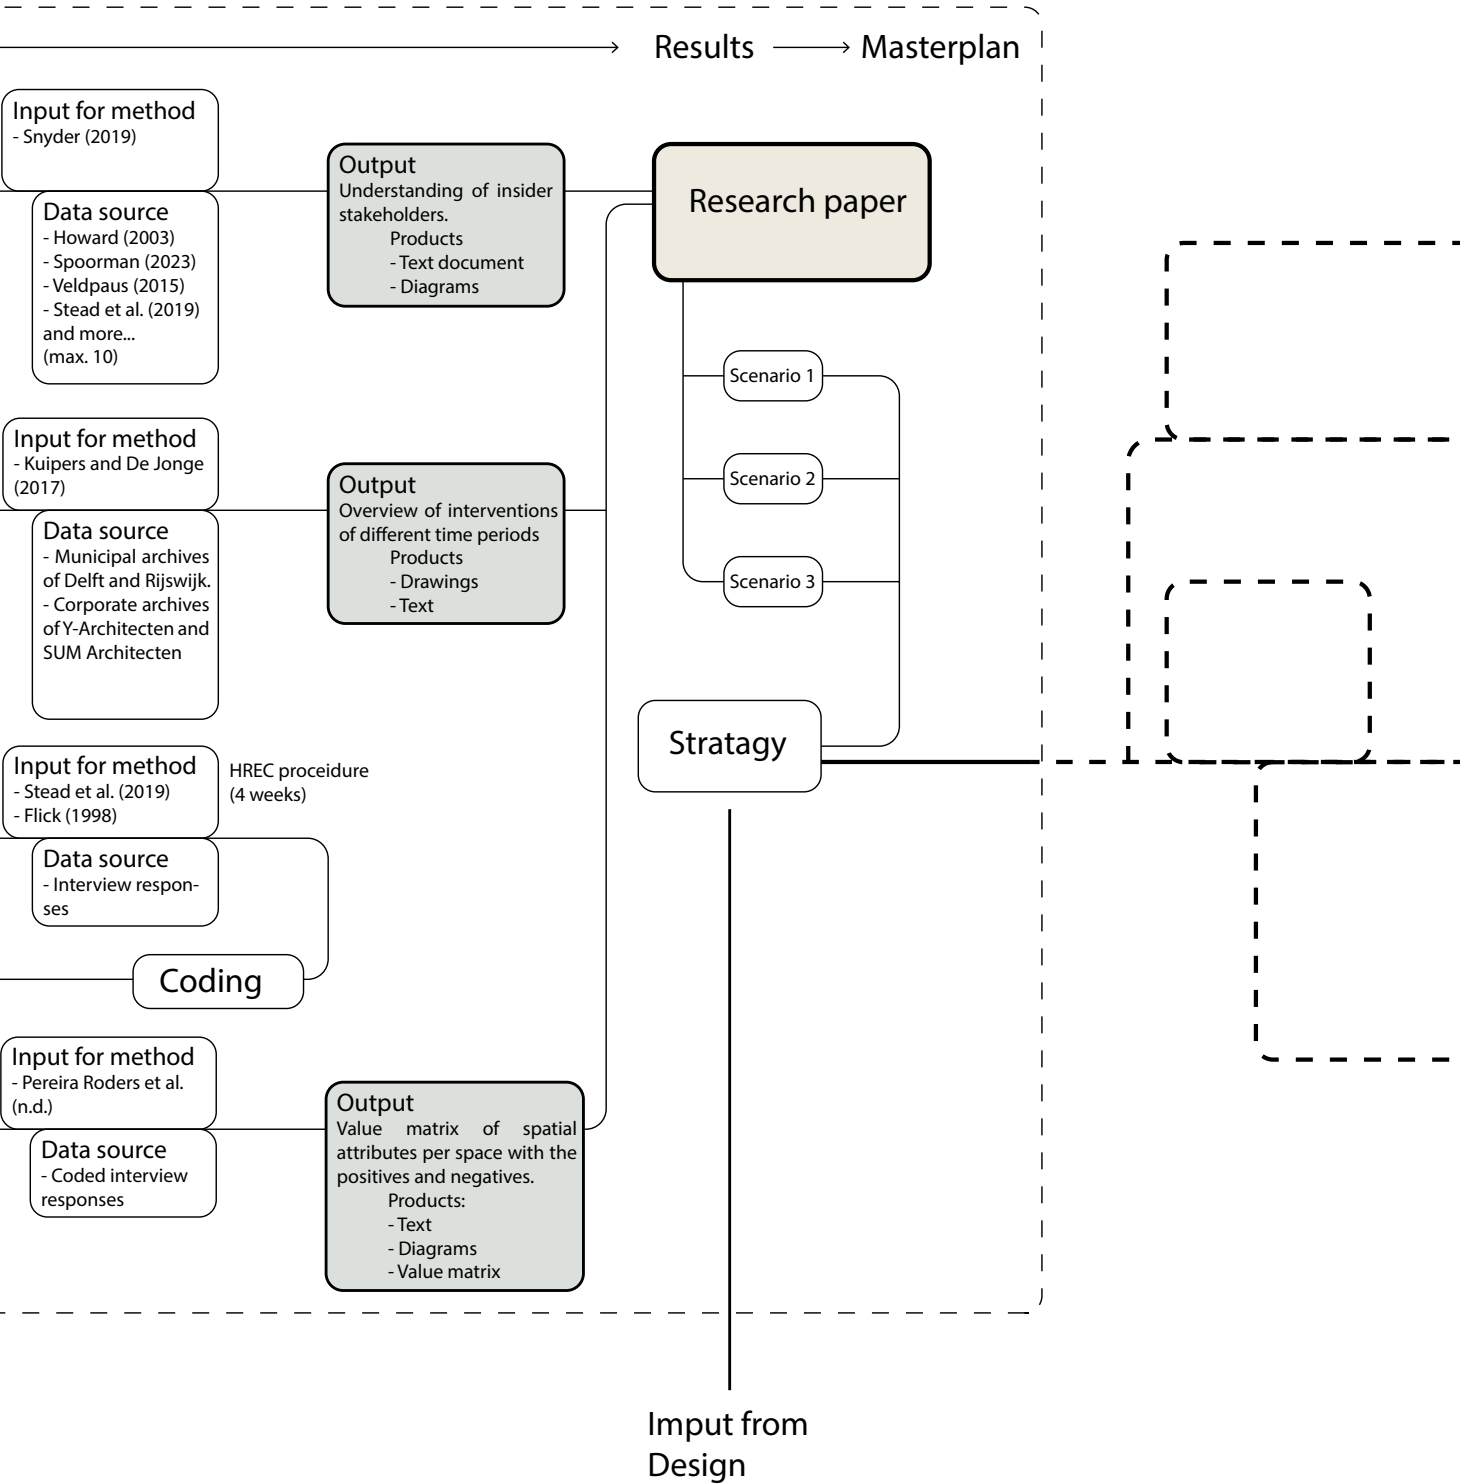 Results
Masterplan
Input for method
- Snyder (2019)
Data source
- Howard (2003)
- Spoorman (2023)
- Veldpaus (2015)
- Stead et al. (2019)
and more...
(max. 10)
Output
Understanding of insider
stakeholders.
Products
- Text document
- Diagrams
Research paper
Scenario 1
Scenario 2
Scenario 3
Input for method
- Kuipers and De Jonge
(2017)
Data source
- Municipal archives
of Delft and Rijswijk.
- Corporate archives
of Y-Architecten and
SUM Architecten
Output
Overview of interventions
of different time periods
Products
- Drawings
- Text
Stratagy
Input for method
- Stead et al. (2019)
- Flick (1998)
HREC proceidure
(4 weeks)
Data source
- Interview respon-
ses
Coding
Input for method
- Pereira Roders et al.
(n.d.)
Data source
- Coded interview
responses
Output
Value matrix of spatial
attributes per space with the
positives and negatives.
Products:
- Text
- Diagrams
- Value matrix
Imput from
Design